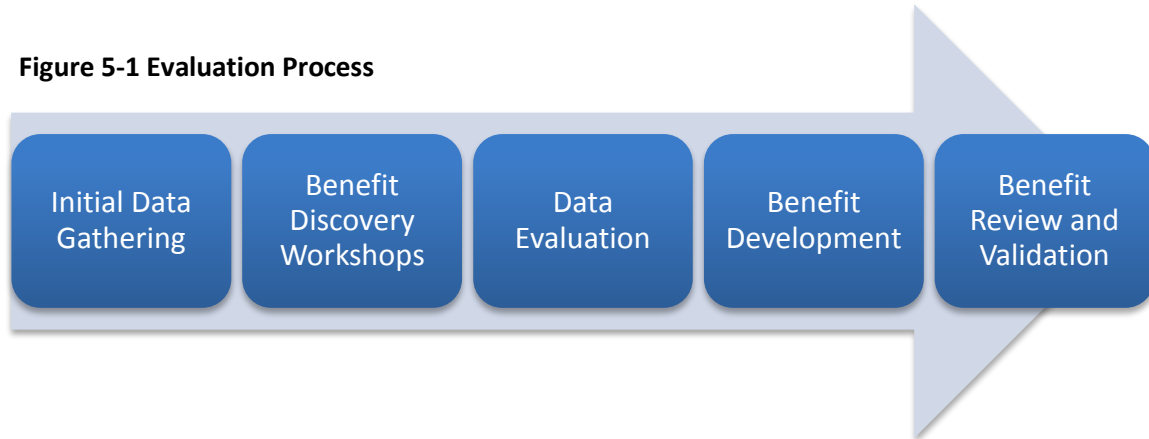 Figure 5-1 Evaluation Process
Initial Data
Gathering
Benefit
Discovery
Workshops
Data
Evaluation
Benefit
Development
Benefit
Review and
Validation